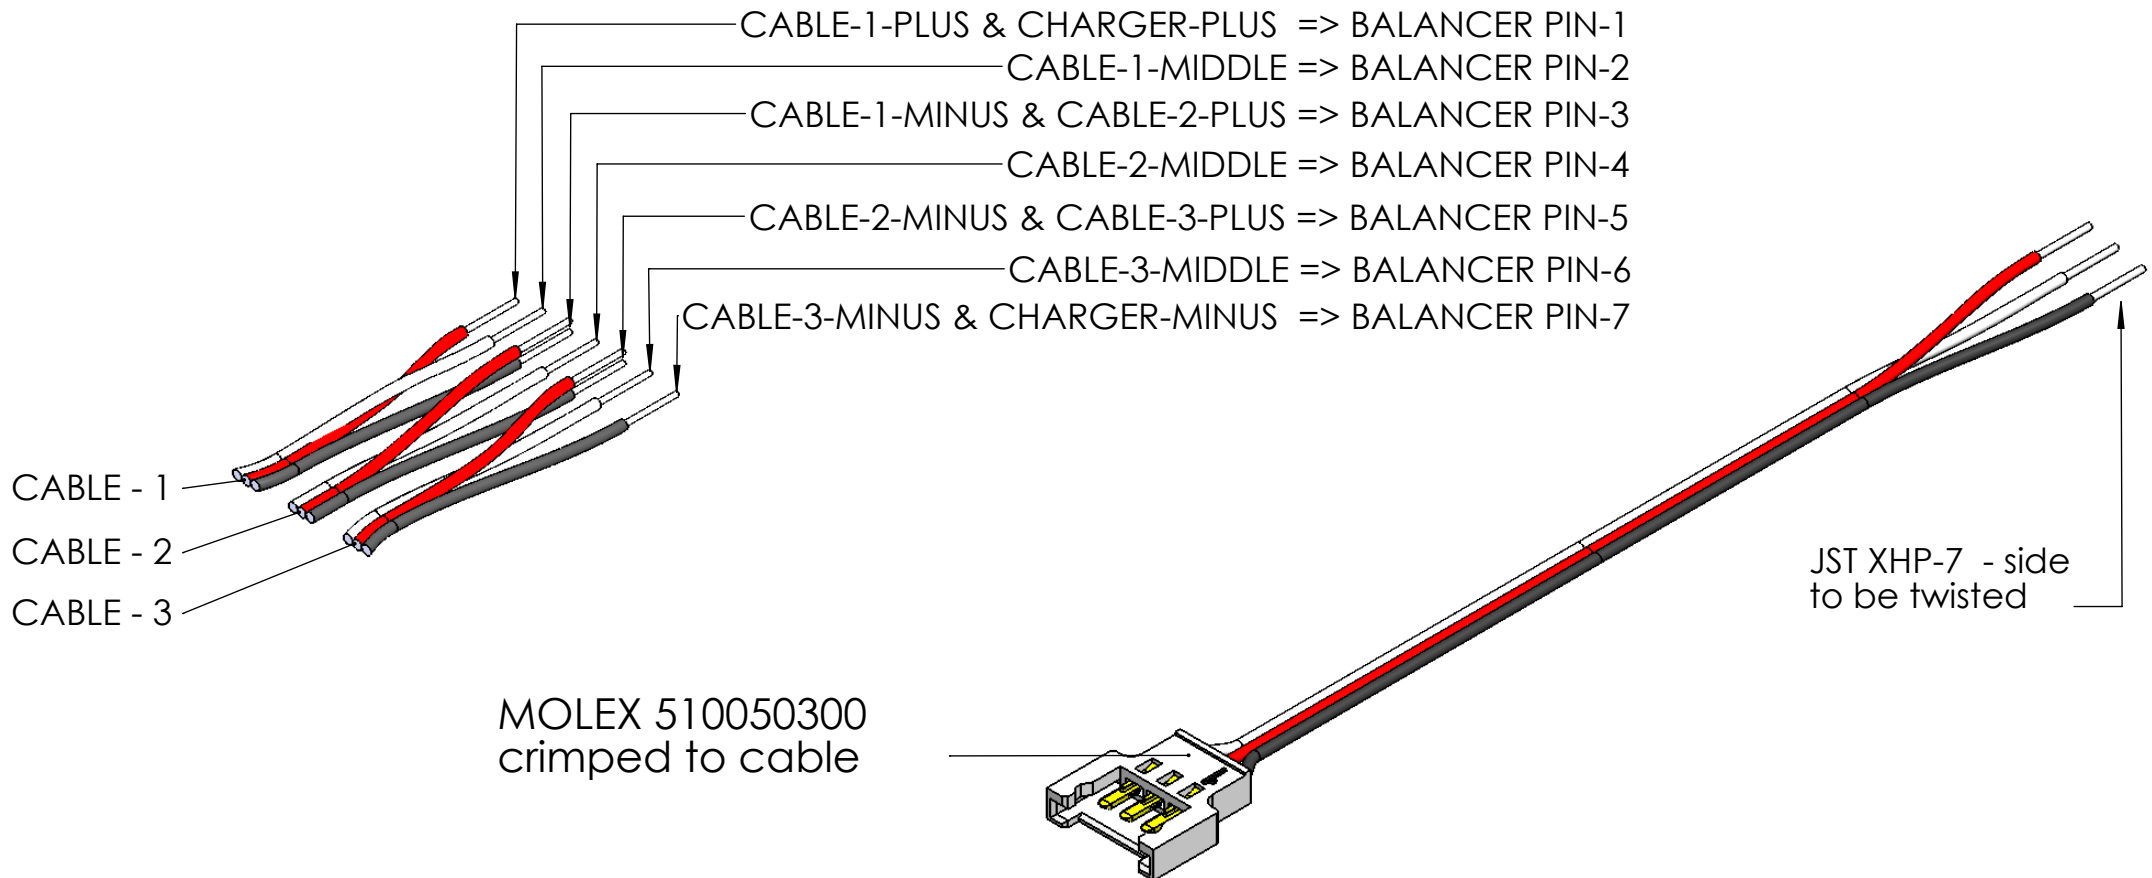 CABLE-1-PLUS & CHARGER-PLUS => BALANCER PIN-1
CABLE-1-MIDDLE => BALANCER PIN-2
CABLE-1-MINUS & CABLE-2-PLUS => BALANCER PIN-3
CABLE-2-MIDDLE => BALANCER PIN-4
CABLE-2-MINUS & CABLE-3-PLUS => BALANCER PIN-5
CABLE-3-MIDDLE => BALANCER PIN-6
CABLE-3-MINUS & CHARGER-MINUS => BALANCER PIN-7
CABLE - 1
CABLE - 2
CABLE - 3
JST XHP-7 - side
to be twisted
MOLEX 510050300
crimped to cable